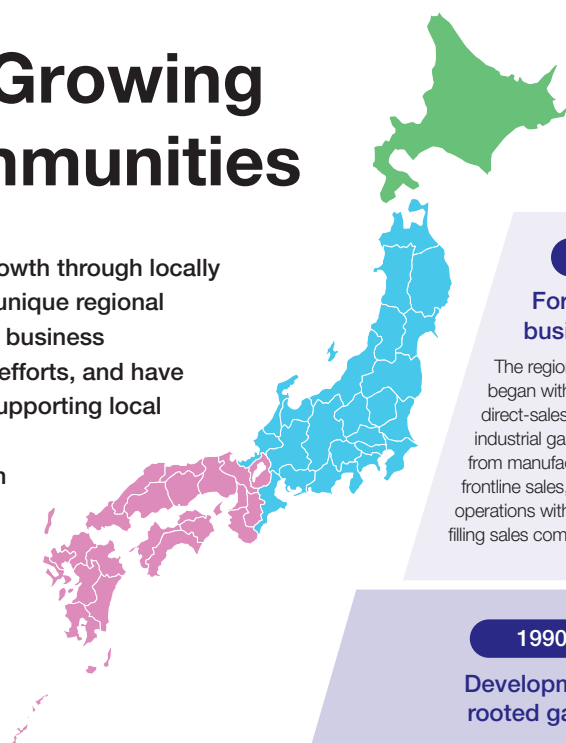 Growing
mmunities
owth through locally
unique regional
business
efforts, and have
upporting local
n
For
busi
The regio
began with
direct-sales
industrial ga
from manufac
frontline sales,
operations with
filling sales com
1990
Developm
rooted ga